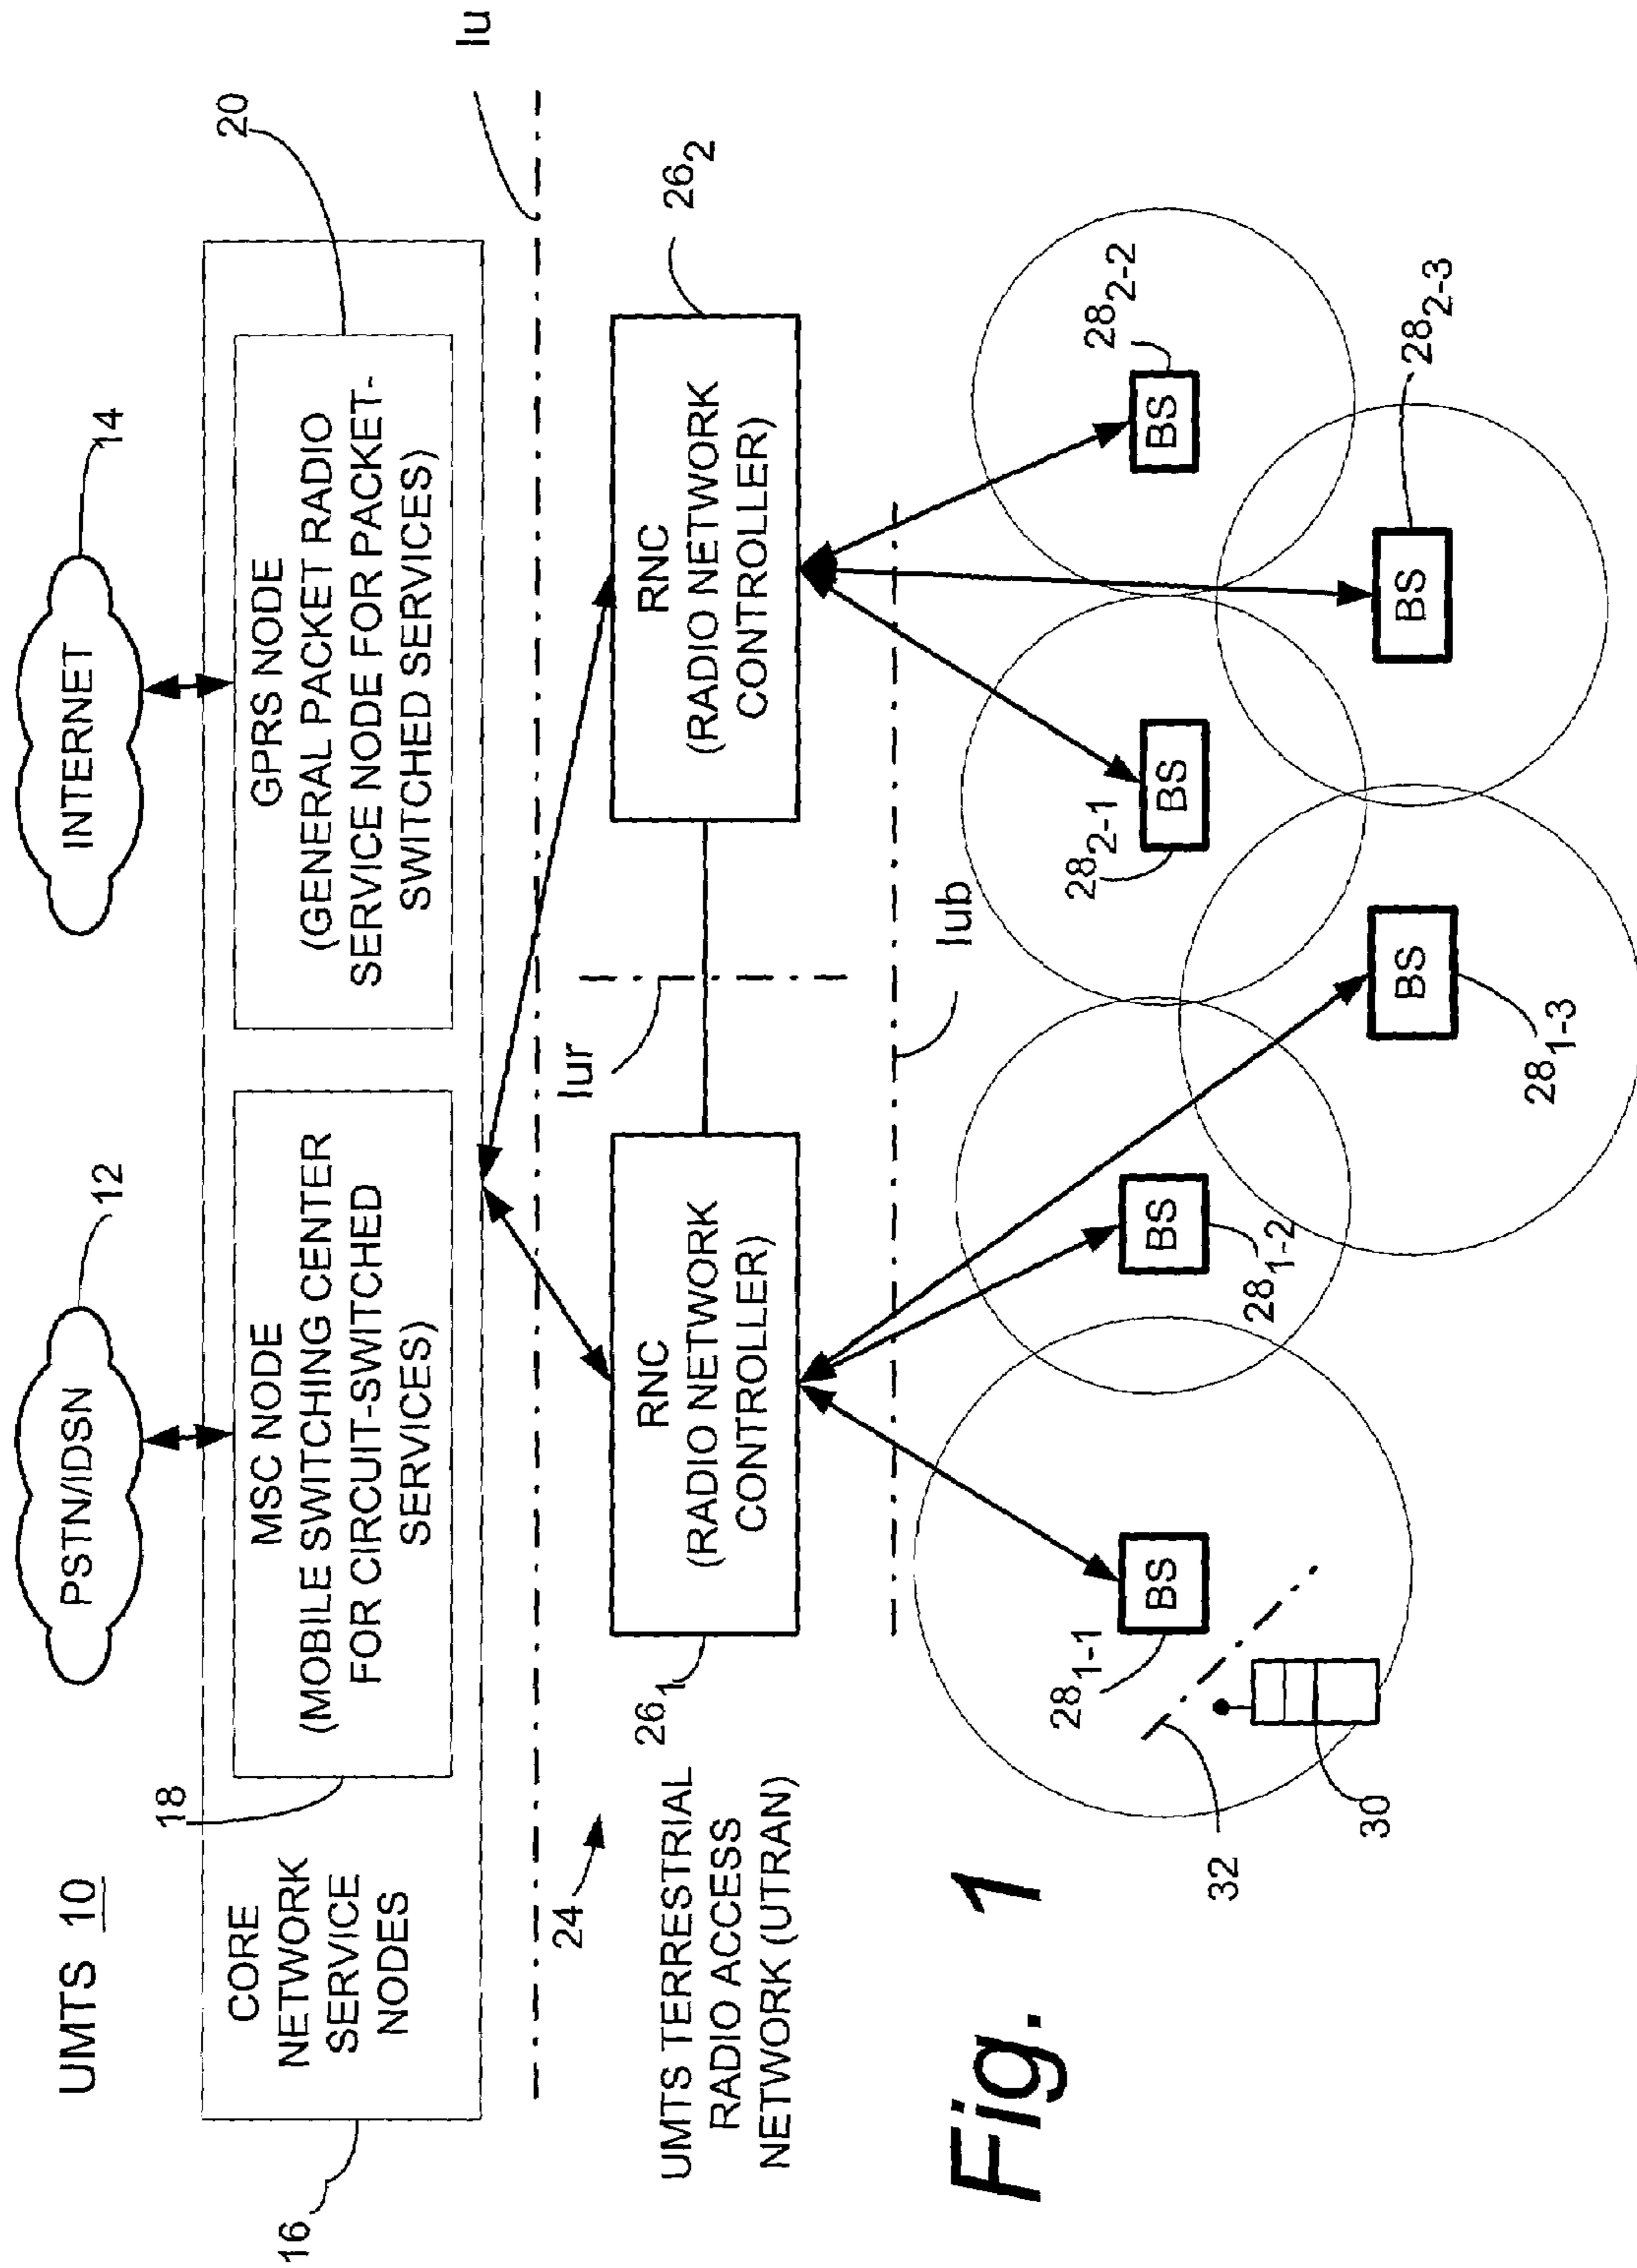 UMTS 10
PSTN/IDSN
12
INTERNET
14
16
CORE
NETWORK
SERVICE
NODES
18
MSC NODE
(MOBILE SWITCHING CENTER
FOR CIRCUIT-SWITCHED
SERVICES)
GPRS NODE
(GENERAL PACKET RADIO
SERVICE NODE FOR PACKET-
SWITCHED SERVICES)
20
Iu
24
UMTS TERRESTRIAL
RADIO ACCESS
NETWORK (UTRAN)
26₁
RNC
(RADIO NETWORK
CONTROLLER)
Iur
RNC
(RADIO NETWORK
CONTROLLER)
26₂
Iub
28₁₋₁
BS
BS
28₁₋₂
BS
28₁₋₃
28₂₋₁
BS
BS
28₂₋₂
BS
28₂₋₃
32
30
Fig. 1